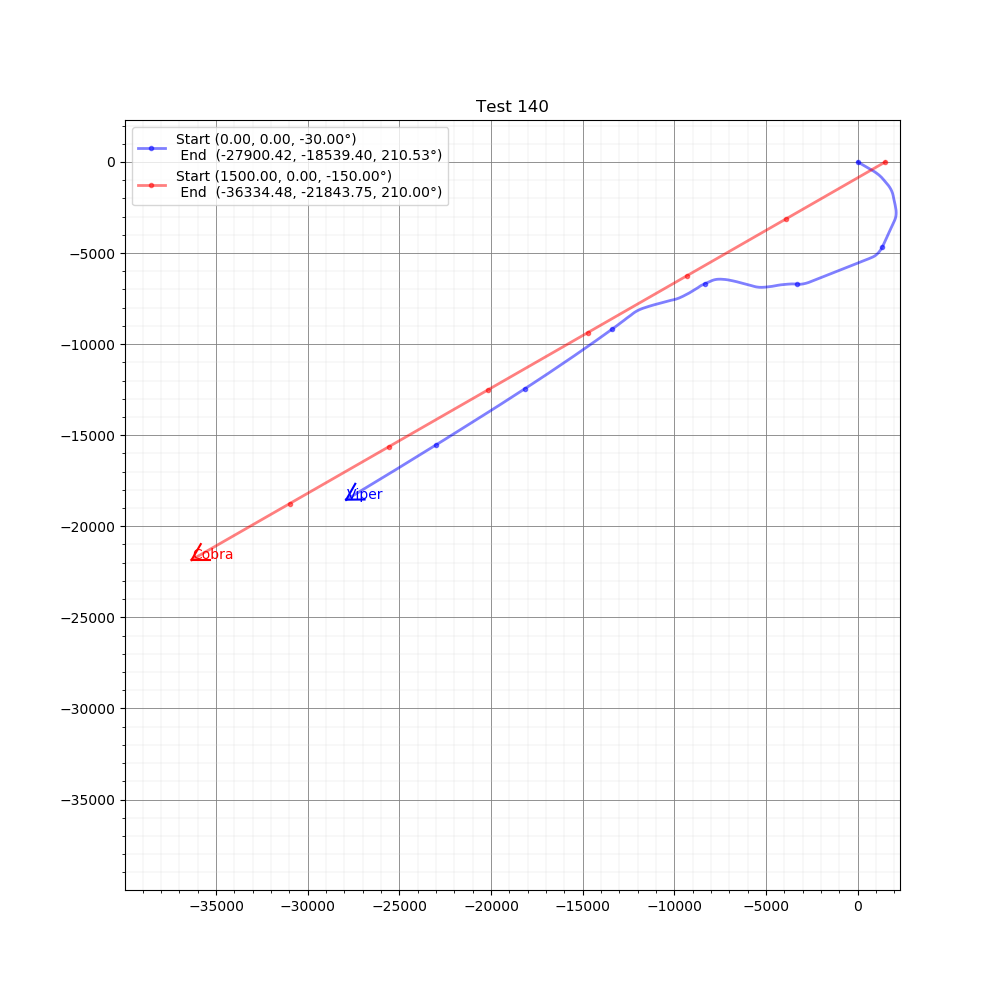 Test 140
Start (0.00, 0.00, -30.00°)
End (-27900.42, -18539.40, 210.53°)
Start (1500.00, 0.00, -150.00°)
End (-36334.48, -21843.75, 210.00°)
0
−5000
−10000
−15000
−20000
−25000
−30000
−35000
Viper
Cobra
−35000 −30000 −25000 −20000 −15000 −10000 −5000 0